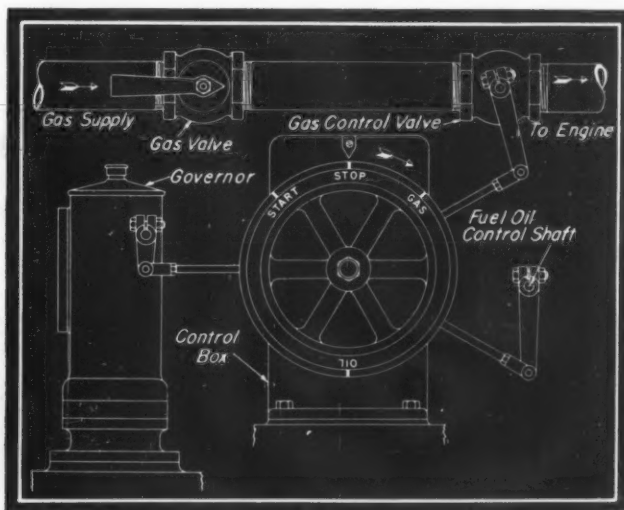 Gas Supply
Gas Valve
Gas Control Valve
To Engine
Governor
START
STOP
GAS
Fuel Oil
Control Shaft
Control
Box
OIL